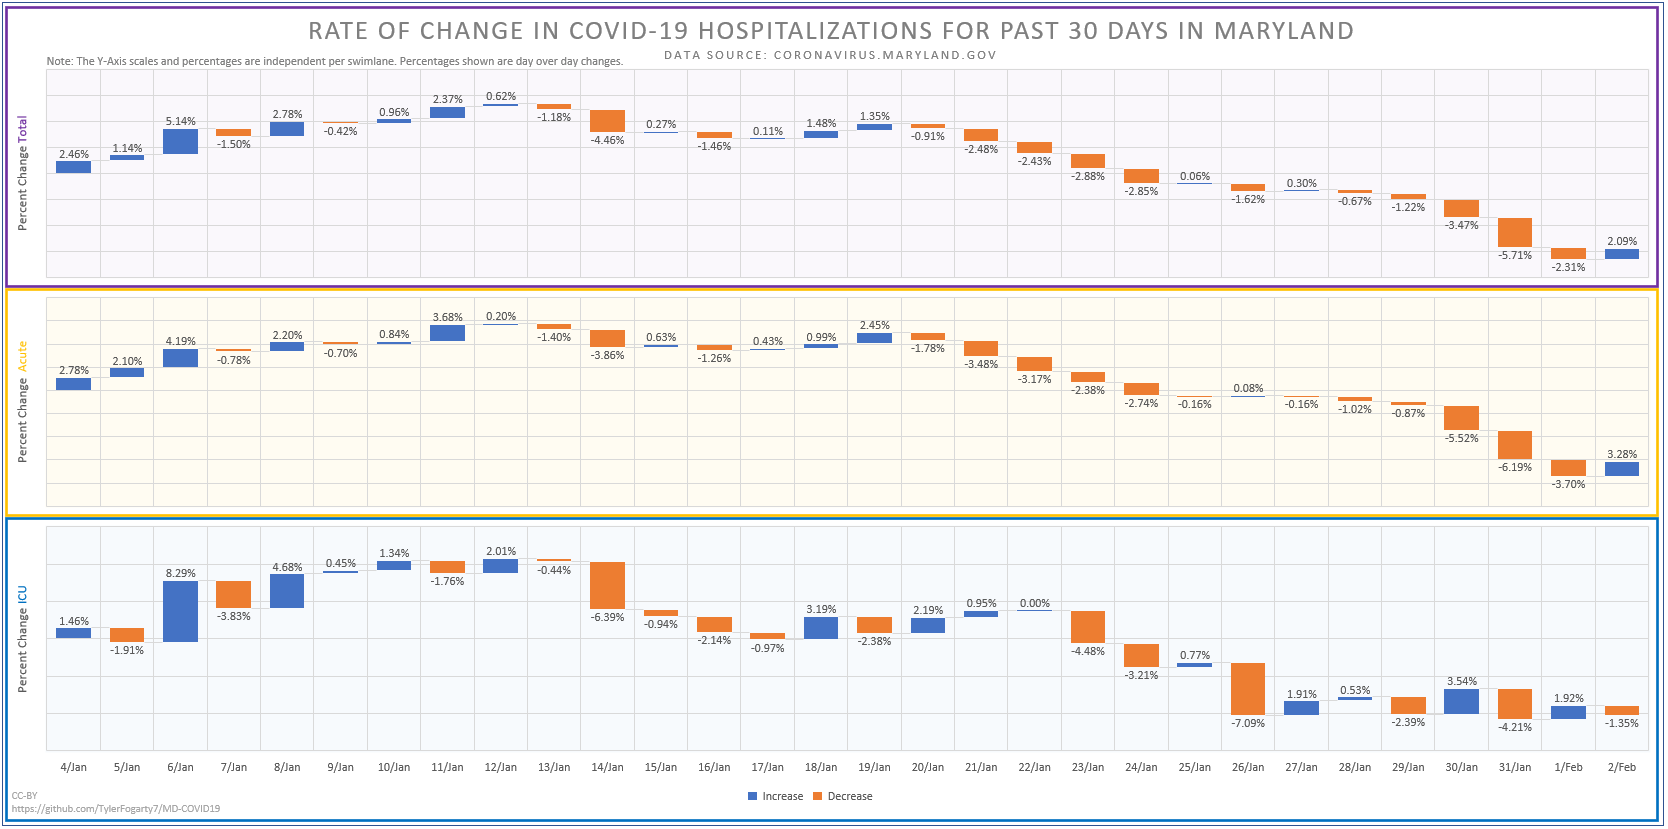 RATE OF CHANGE IN COVID-19 HOSPITALIZATIONS FOR PAST 30 DAYS IN MARYLAND
DATA SOURCE: CORONAVIRUS.MARYLAND.GOV
Note: The Y-Axis scales and percentages are independent per swimlane. Percentages shown are day over day changes.
Percent Change Total
2.46% 1.14% 5.14% -1.50% 2.78% -0.42% 0.96% 2.37% 0.62% -1.18% -4.46% 0.27% -1.46% 0.11% 1.48% 1.35% -0.91% -2.48% -2.43% -2.88% -2.85% 0.06% -1.62% 0.30% -0.67% -1.22% -3.47% -5.71% -2.31% 2.09%
Percent Change Acute
2.78% 2.10% 4.19% -0.78% 2.20% -0.70% 0.84% 3.68% 0.20% -1.40% -3.86% 0.63% -1.26% 0.43% 0.99% 2.45% -1.78% -3.48% -3.17% -2.38% -2.74% -0.16% 0.08% -0.16% -1.02% -0.87% -5.52% -6.19% -3.70% 3.28%
Percent Change ICU
1.46% -1.91% 8.29% -3.83% 4.68% 0.45% 1.34% -1.76% 2.01% -0.44% -6.39% -0.94% -2.14% -0.97% 3.19% -2.38% 2.19% 0.95% 0.00% -4.48% -3.21% 0.77% -7.09% 1.91% 0.53% -2.39% 3.54% -4.21% 1.92% -1.35%
4/Jan 5/Jan 6/Jan 7/Jan 8/Jan 9/Jan 10/Jan 11/Jan 12/Jan 13/Jan 14/Jan 15/Jan 16/Jan 17/Jan 18/Jan 19/Jan 20/Jan 21/Jan 22/Jan 23/Jan 24/Jan 25/Jan 26/Jan 27/Jan 28/Jan 29/Jan 30/Jan 31/Jan 1/Feb 2/Feb
Increase Decrease
CC-BY
https://github.com/TylerFogarty7/MD-COVID19